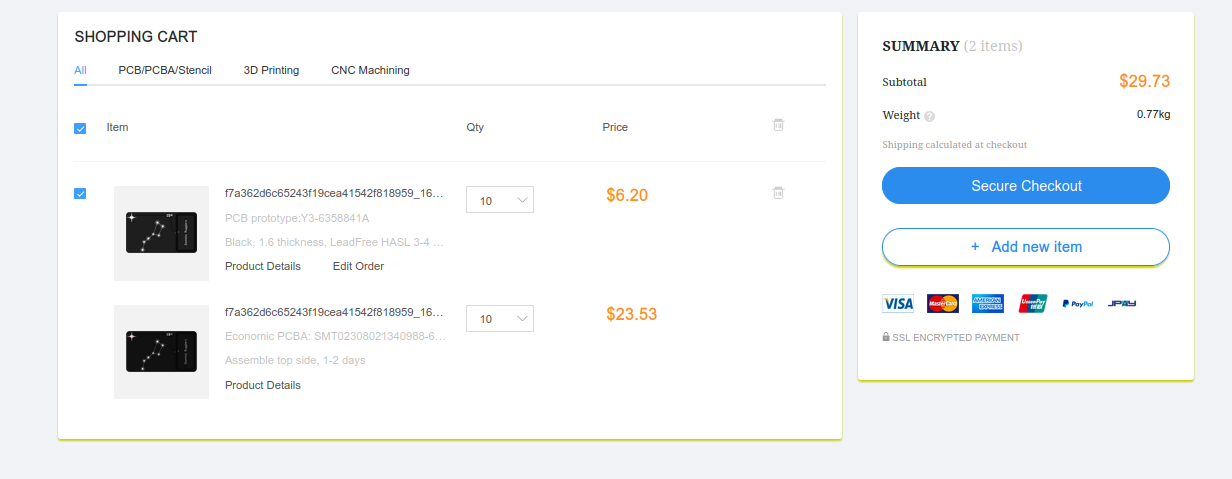 SHOPPING CART
All PCB/PCBA/Stencil 3D Printing CNC Machining
Item Qty Price
f7a362d6c65243f19cea41542f818959_16... 10 $6.20
PCB prototype:Y3-6358841A
Black, 1.6 thickness, LeadFree HASL 3-4 ...
Product Details Edit Order
f7a362d6c65243f19cea41542f818959_16... 10 $23.53
Economic PCBA: SMT02308021340988-6...
Assemble top side, 1-2 days
Product Details
SUMMARY (2 items)
Subtotal $29.73
Weight ? 0.77kg
Shipping calculated at checkout
Secure Checkout
+ Add new item
VISA MasterCard AMERICAN EXPRESS UnionPay 银联 PayPal JPAY
SSL ENCRYPTED PAYMENT